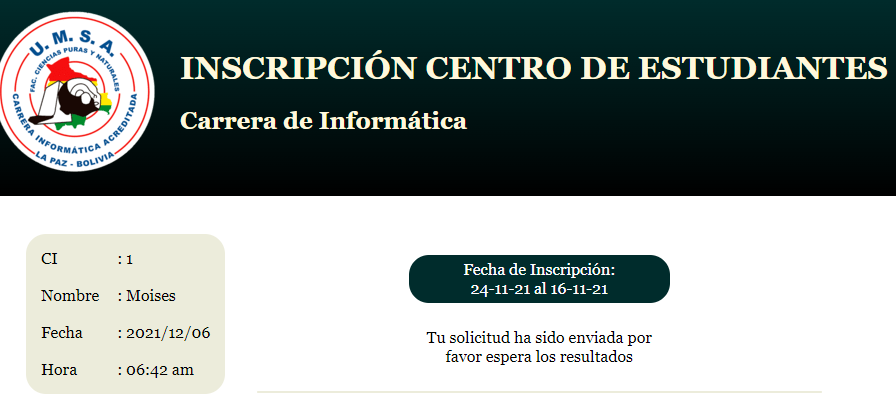 U. M. S. A.
FAC. CIENCIAS PURAS Y NATURALES
CARRERA INFORMÁTICA ACREDITADA
LA PAZ - BOLIVIA
INSCRIPCIÓN CENTRO DE ESTUDIANTES
Carrera de Informática
CI : 1
Nombre : Moises
Fecha : 2021/12/06
Hora : 06:42 am
Fecha de Inscripción:
24-11-21 al 16-11-21
Tu solicitud ha sido enviada por
favor espera los resultados